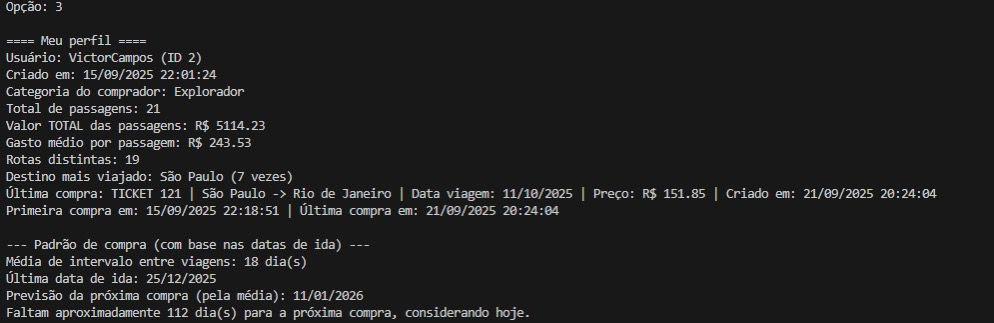 Opção: 3
==== Meu perfil ====
Usuário: VictorCampos (ID 2)
Criado em: 15/09/2025 22:01:24
Categoria do comprador: Explorador
Total de passagens: 21
Valor TOTAL das passagens: R$ 5114.23
Gasto médio por passagem: R$ 243.53
Rotas distintas: 19
Destino mais viajado: São Paulo (7 vezes)
Última compra: TICKET 121 | São Paulo -> Rio de Janeiro | Data viagem: 11/10/2025 | Preço: R$ 151.85 | Criado em: 21/09/2025 20:24:04
Primeira compra em: 15/09/2025 22:18:51 | Última compra em: 21/09/2025 20:24:04
--- Padrão de compra (com base nas datas de ida) ---
Média de intervalo entre viagens: 18 dia(s)
Última data de ida: 25/12/2025
Previsão da próxima compra (pela média): 11/01/2026
Faltam aproximadamente 112 dia(s) para a próxima compra, considerando hoje.